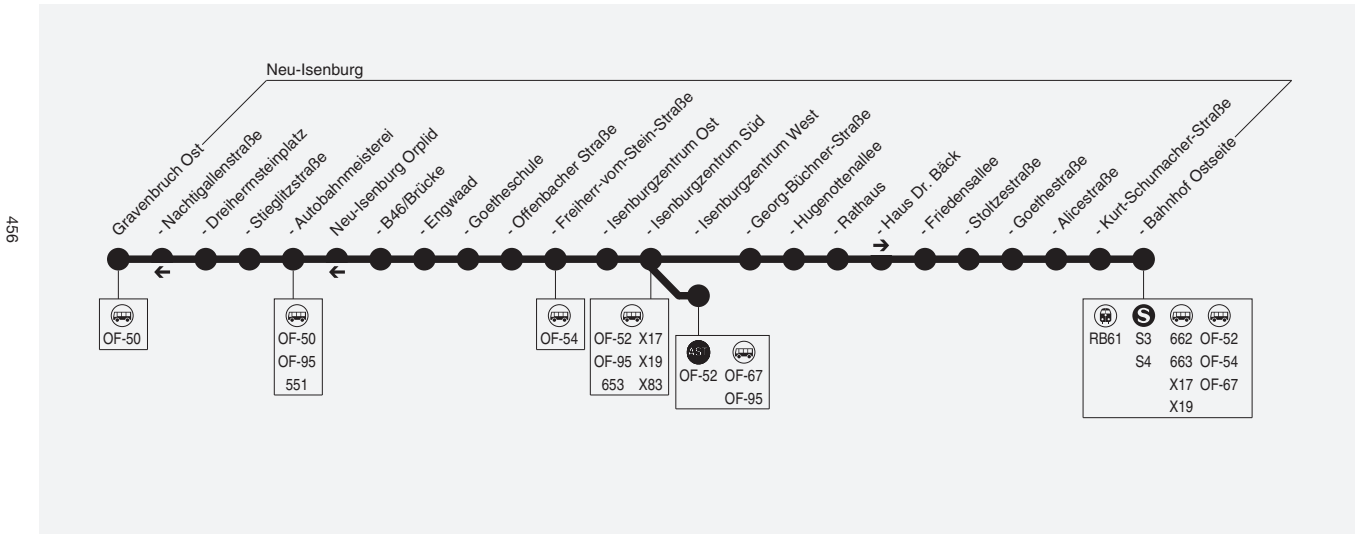 456
Neu-Isenburg
Gravenbruch Ost
- Nachtigallenstraße
- Dreiherrnsteinplatz
- Stieglitzstraße
- Autobahnmeisterei
Neu-Isenburg Orplid
- B46/Brücke
- Engwaad
- Goetheschule
- Offenbacher Straße
- Freiherr-vom-Stein-Straße
- Isenburgzentrum Ost
- Isenburgzentrum Süd
- Isenburgzentrum West
- Georg-Büchner-Straße
- Hugenottenallee
- Rathaus
- Haus Dr. Bäck
- Friedensallee
- Stoltzestraße
- Goethestraße
- Alicestraße
- Kurt-Schumacher-Straße
- Bahnhof Ostseite
OF-50
OF-50
OF-95
551
OF-54
OF-52 X17
OF-95 X19
653 X83
AST
OF-52 OF-67
OF-95
S
RB61 S3 662 OF-52
S4 663 OF-54
X17 OF-67
X19